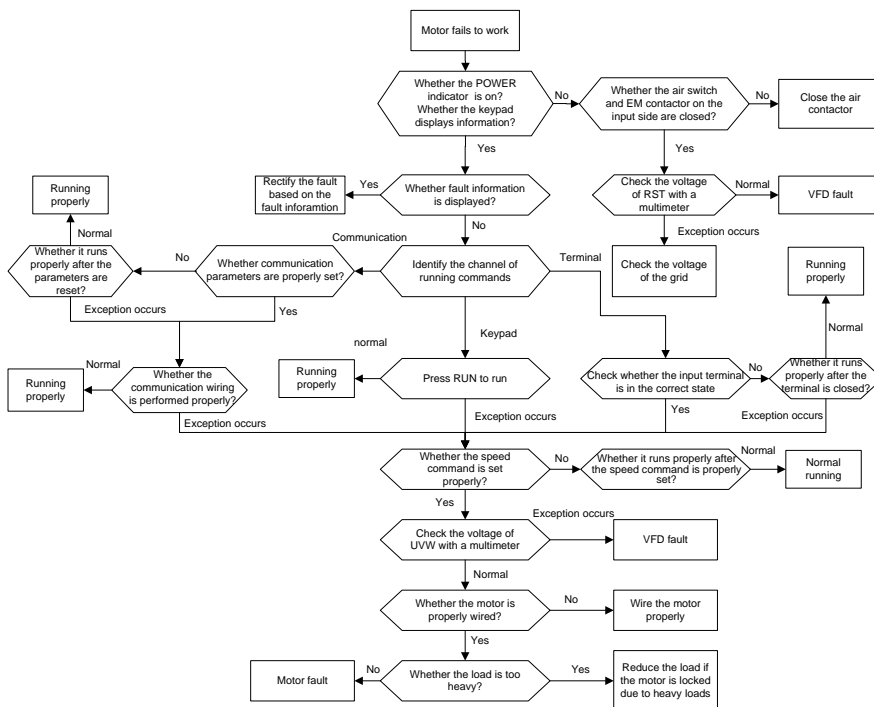 Motor fails to work
Whether the POWER
indicator is on?
Whether the keypad
displays information?
No
Whether the air switch
and EM contactor on the
input side are closed?
No
Close the air
contactor
Yes
Yes
Running
properly
Rectify the fault
based on the
fault inforamtion
Yes
Whether fault information
is displayed?
Check the voltage
of RST with a
multimeter
Normal
VFD fault
Normal
No
Exception occurs
Communication
Whether it runs
properly after the
parameters are
reset?
No
Whether communication
parameters are properly set?
Identify the channel of
running commands
Terminal
Check the voltage
of the grid
Running
properly
Exception occurs
Yes
Keypad
Normal
Running
properly
Normal
Whether the
communication wiring
is performed properly?
normal
Running
properly
Press RUN to run
Check whether the input terminal
is in the correct state
No
Whether it runs
properly after the
terminal is closed?
Exception occurs
Exception occurs
Yes
Exception occurs
Whether the
speed
command is set
properly?
No
Whether it runs properly after
the speed command is properly
set?
Normal
Normal
running
Yes
Exception occurs
Check the voltage of
UVW with a multimeter
VFD fault
Normal
Whether the motor is
properly wired?
No
Wire the motor
properly
Yes
Motor fault
No
Whether the load is too
heavy?
Yes
Reduce the load if
the motor is locked
due to heavy loads